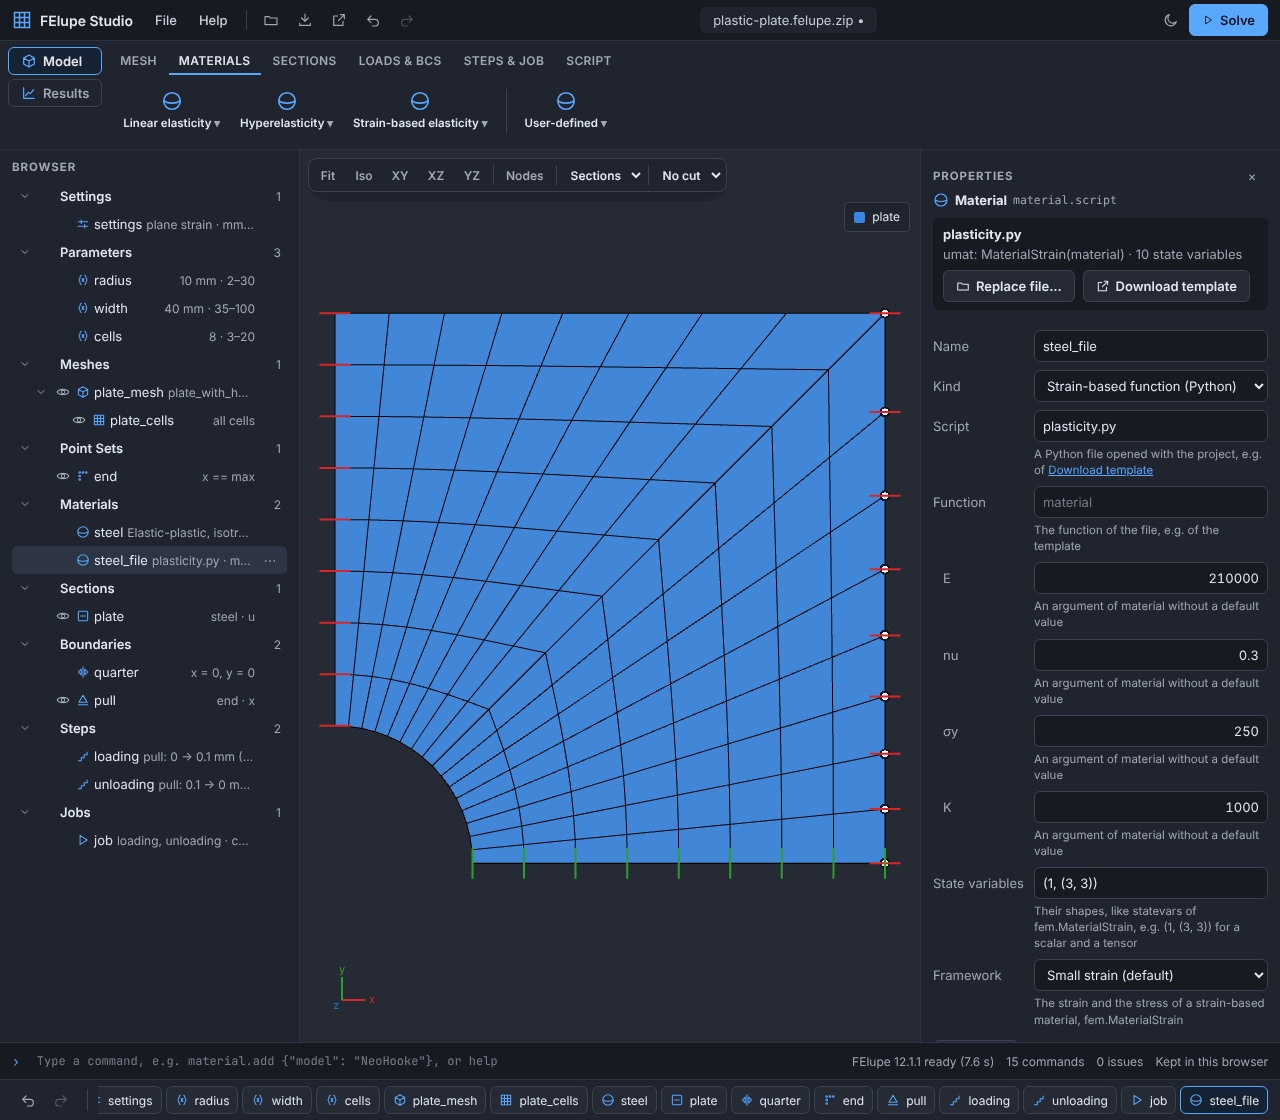 FElupe Studio File Help plastic-plate.felupe.zip • Solve
Model MESH MATERIALS SECTIONS LOADS & BCS STEPS & JOB SCRIPT
Results
Linear elasticity ▾ Hyperelasticity ▾ Strain-based elasticity ▾ User-defined ▾
BROWSER
Settings 1
settings plane strain · mm...
Parameters 3
radius 10 mm · 2–30
width 40 mm · 35–100
cells 8 · 3–20
Meshes 1
plate_mesh plate_with_h...
plate_cells all cells
Point Sets 1
end x == max
Materials 2
steel Elastic-plastic, isotr...
steel_file plasticity.py · m... ...
Sections 1
plate steel · u
Boundaries 2
quarter x = 0, y = 0
pull end · x
Steps 2
loading pull: 0 → 0.1 mm (...
unloading pull: 0.1 → 0 m...
Jobs 1
job loading, unloading · c...
Fit Iso XY XZ YZ Nodes Sections No cut
plate
y
x
z
PROPERTIES ×
Material material.script
plasticity.py
umat: MaterialStrain(material) · 10 state variables
Replace file... Download template
Name steel_file
Kind Strain-based function (Python)
Script plasticity.py
A Python file opened with the project, e.g.
of Download template
Function material
The function of the file, e.g. of the
template
E 210000
An argument of material without a default
value
nu 0.3
An argument of material without a default
value
σy 250
An argument of material without a default
value
K 1000
An argument of material without a default
value
State variables (1, (3, 3))
Their shapes, like statevars of
fem.MaterialStrain, e.g. (1, (3, 3)) for a
scalar and a tensor
Framework Small strain (default)
The strain and the stress of a strain-based
material, fem.MaterialStrain
› Type a command, e.g. material.add {"model": "NeoHooke"}, or help FElupe 12.1.1 ready (7.6 s) 15 commands 0 issues Kept in this browser
settings radius width cells plate_mesh plate_cells steel plate quarter end pull loading unloading job steel_file